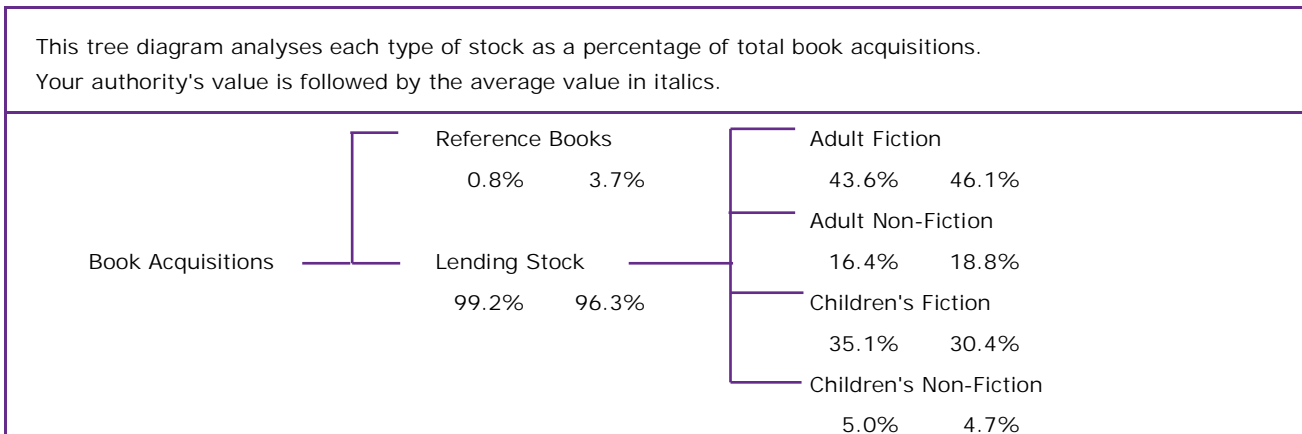 This tree diagram analyses each type of stock as a percentage of total book acquisitions.
Your authority's value is followed by the average value in italics.
Reference Books
0.8% 3.7%
Book Acquisitions
Lending Stock
99.2% 96.3%
Adult Fiction
43.6% 46.1%
Adult Non-Fiction
16.4% 18.8%
Children's Fiction
35.1% 30.4%
Children's Non-Fiction
5.0% 4.7%